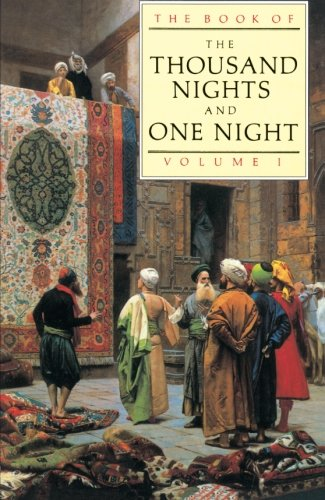 THE BOOK OF
THE
THOUSAND
NIGHTS
AND
ONE NIGHT
VOLUME I